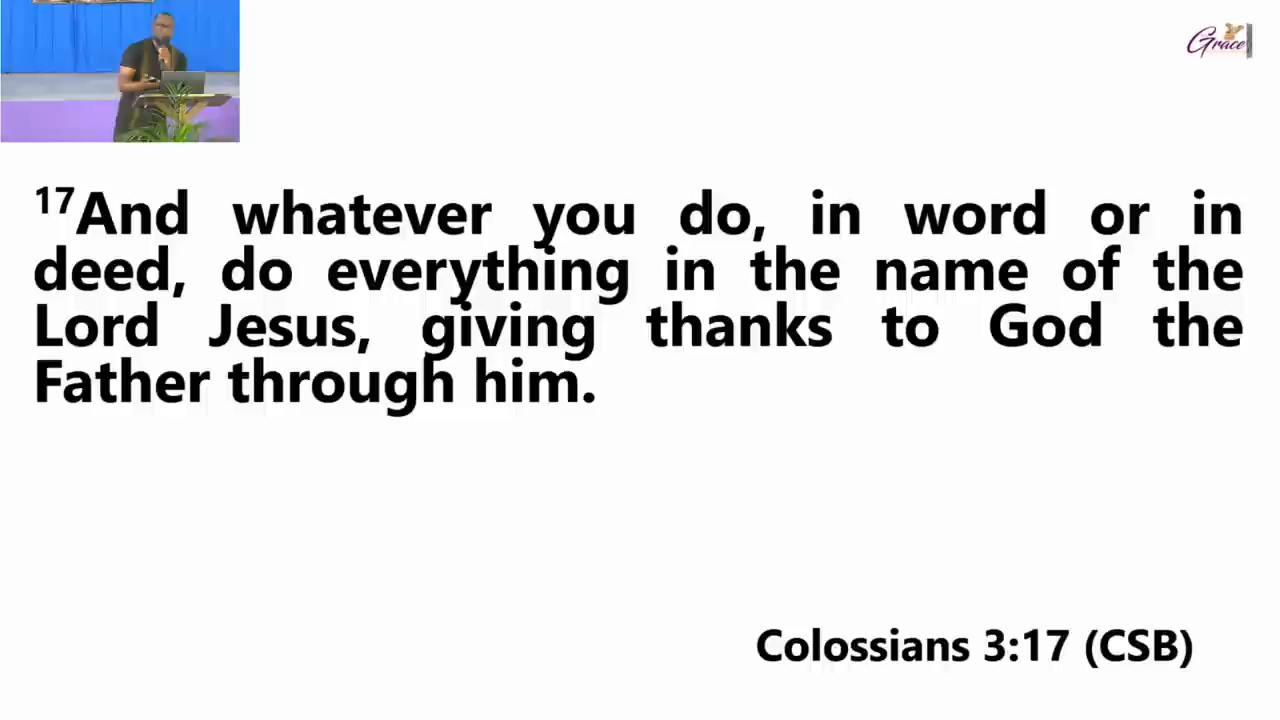 Grace
17And whatever you do, in word or in
deed, do everything in the name of the
Lord Jesus, giving thanks to God the
Father through him.
Colossians 3:17 (CSB)